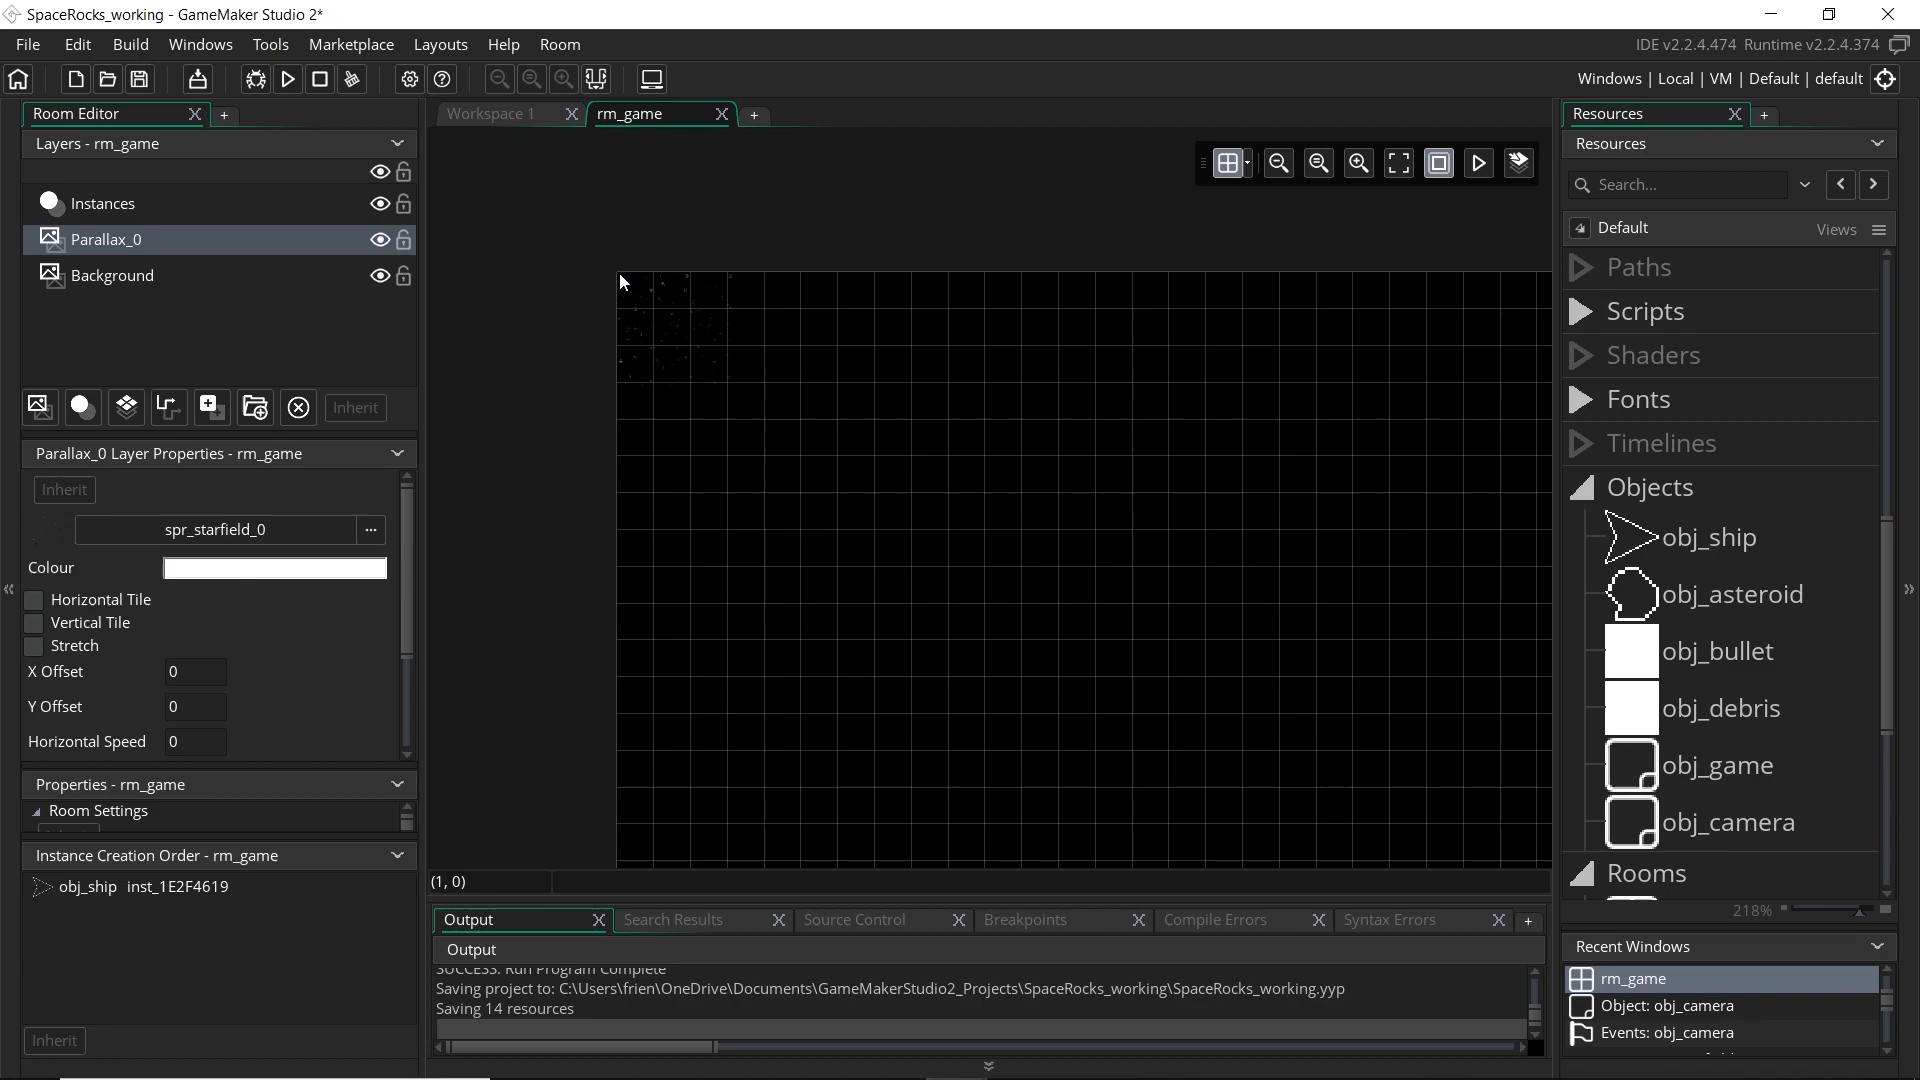 SpaceRocks_working - GameMaker Studio 2*
File Edit Build Windows Tools Marketplace Layouts Help Room
IDE v2.2.4.474 Runtime v2.2.4.374
Windows | Local | VM | Default | default
Room Editor
Workspace 1
rm_game
Resources
Layers - rm_game
Resources
Search...
Instances
Parallax_0
Background
Default
Views
Paths
Scripts
Shaders
Fonts
Timelines
Objects
obj_ship
obj_asteroid
obj_bullet
obj_debris
obj_game
obj_camera
Rooms
218%
Inherit
Parallax_0 Layer Properties - rm_game
Inherit
spr_starfield_0
Colour
Horizontal Tile
Vertical Tile
Stretch
X Offset 0
Y Offset 0
Horizontal Speed 0
Properties - rm_game
Room Settings
Instance Creation Order - rm_game
obj_ship inst_1E2F4619
Inherit
(1, 0)
Output Search Results Source Control Breakpoints Compile Errors Syntax Errors
Output
SUCCESS: Run Program Complete
Saving project to: C:\Users\frien\OneDrive\Documents\GameMakerStudio2_Projects\SpaceRocks_working\SpaceRocks_working.yyp
Saving 14 resources
Recent Windows
rm_game
Object: obj_camera
Events: obj_camera